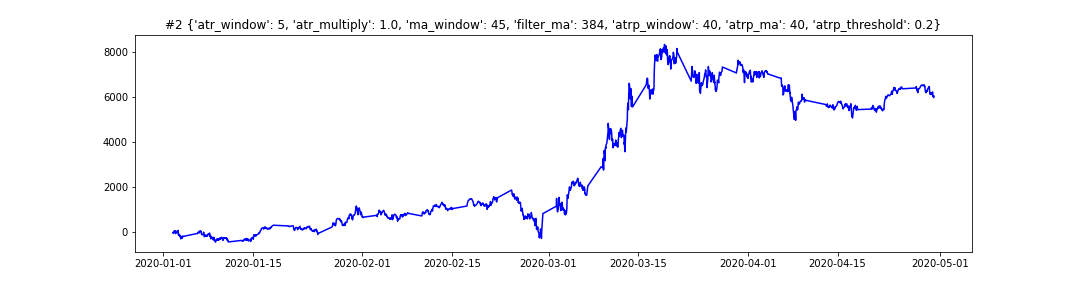 #2 {'atr_window': 5, 'atr_multiply': 1.0, 'ma_window': 45, 'filter_ma': 384, 'atrp_window': 40, 'atrp_ma': 40, 'atrp_threshold': 0.2}
8000
6000
4000
2000
0
2020-01-01 2020-01-15 2020-02-01 2020-02-15 2020-03-01 2020-03-15 2020-04-01 2020-04-15 2020-05-01